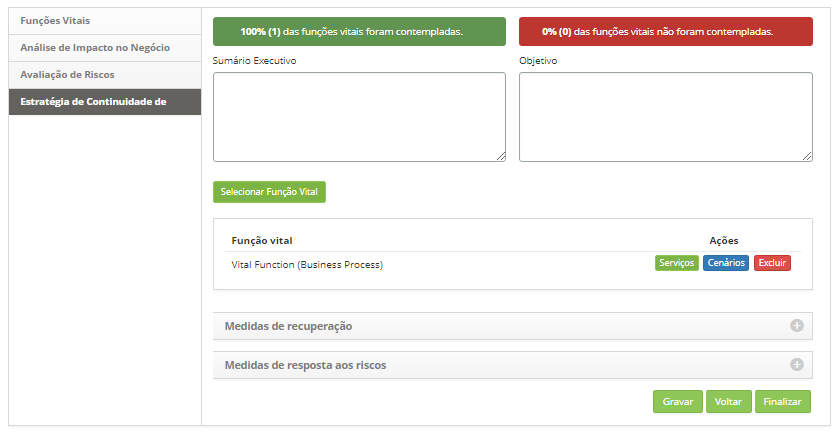 Funções Vitais
Análise de Impacto no Negócio
Avaliação de Riscos
Estratégia de Continuidade de
100% (1) das funções vitais foram contempladas.
0% (0) das funções vitais não foram contempladas.
Sumário Executivo
Objetivo
Selecionar Função Vital
Função vital
Ações
Vital Function (Business Process)
Serviços
Cenários
Excluir
Medidas de recuperação
Medidas de resposta aos riscos
Gravar
Voltar
Finalizar